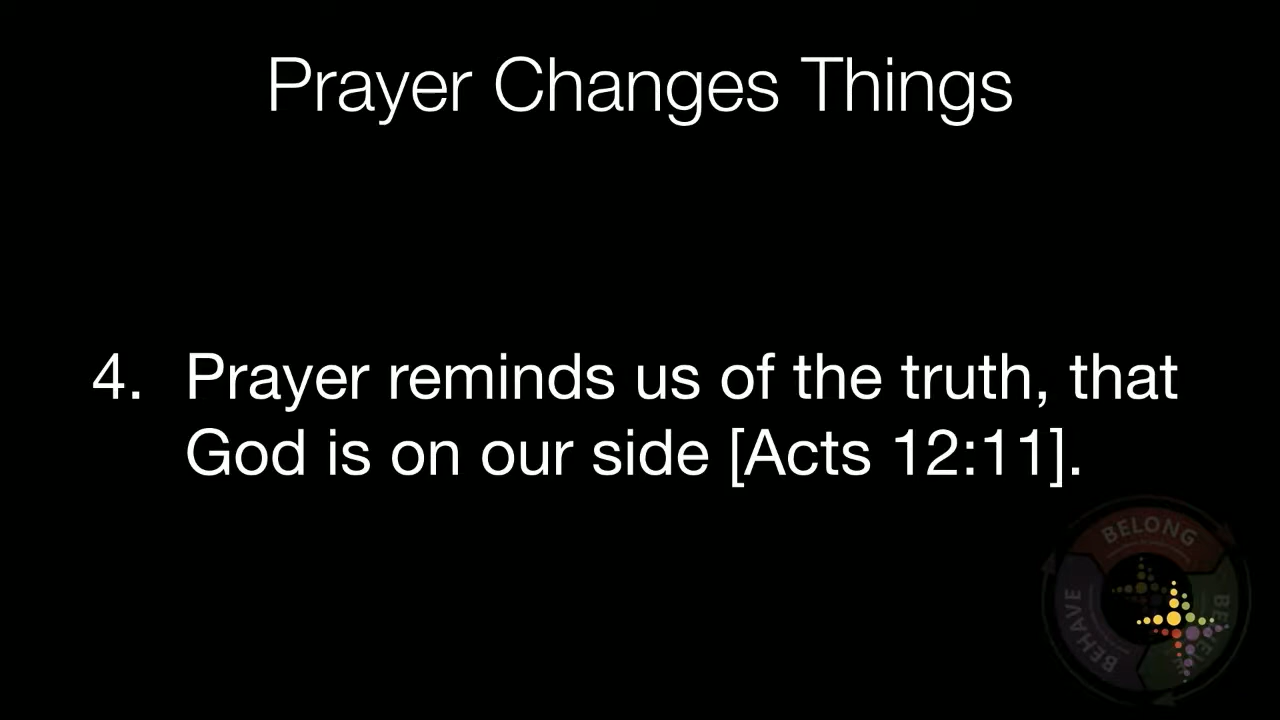 Prayer Changes Things
4. Prayer reminds us of the truth, that
God is on our side [Acts 12:11].
BELONG
BEHAVE
BELIEVE